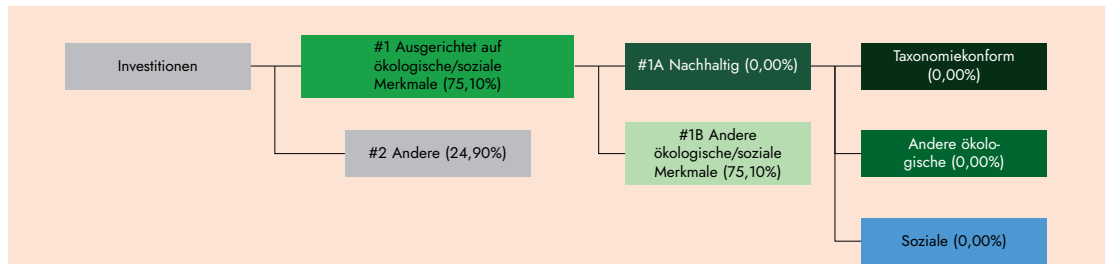 Investitionen
#1 Ausgerichtet auf
ökologische/soziale
Merkmale (75,10%)
#2 Andere (24,90%)
#1A Nachhaltig (0,00%)
#1B Andere
ökologische/soziale
Merkmale (75,10%)
Taxonomiekonform
(0,00%)
Andere ökolo-
gische (0,00%)
Soziale (0,00%)